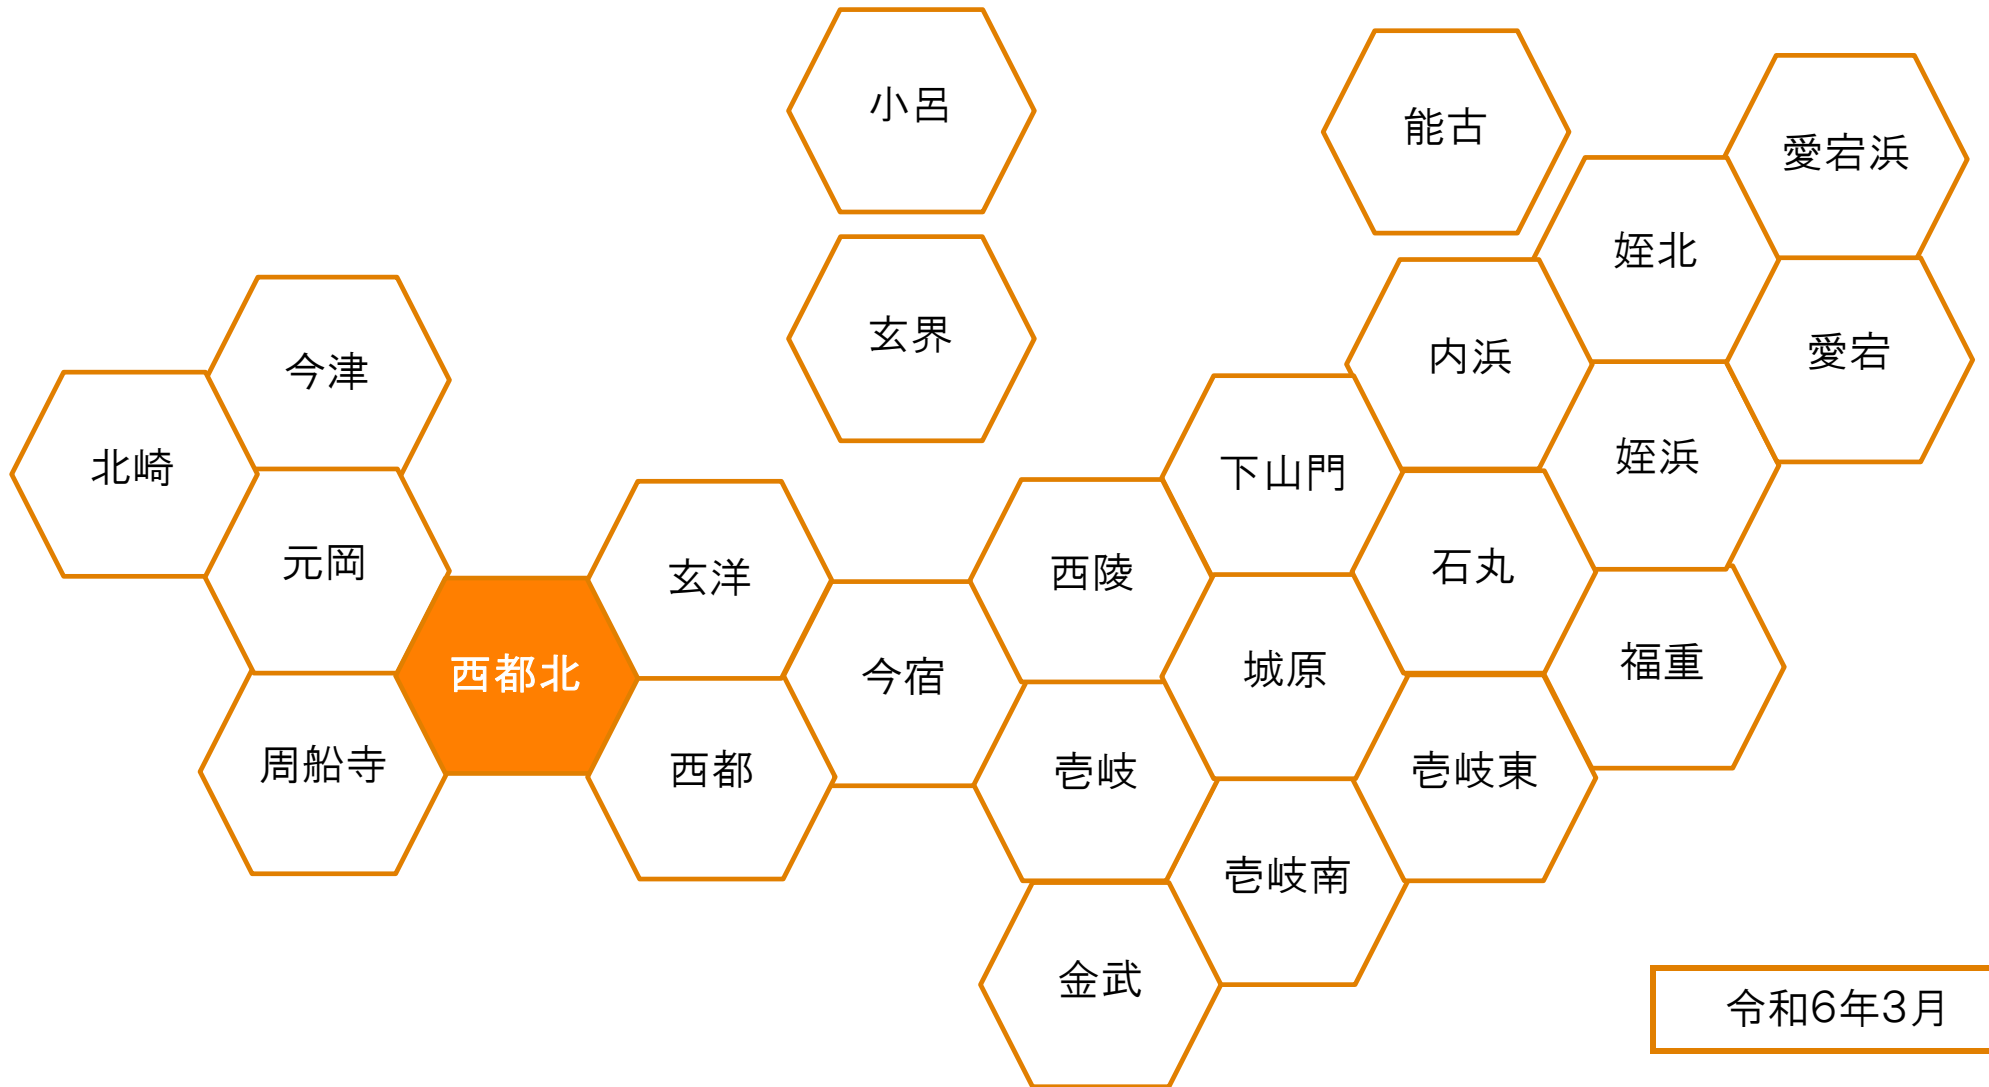 小呂
能古
愛宕浜
姪北
玄界
内浜
愛宕
今津
北崎
下山門
姪浜
元岡
玄洋
西陵
石丸
西都北
今宿
城原
福重
周船寺
西都
壱岐
壱岐東
壱岐南
金武
令和6年3月